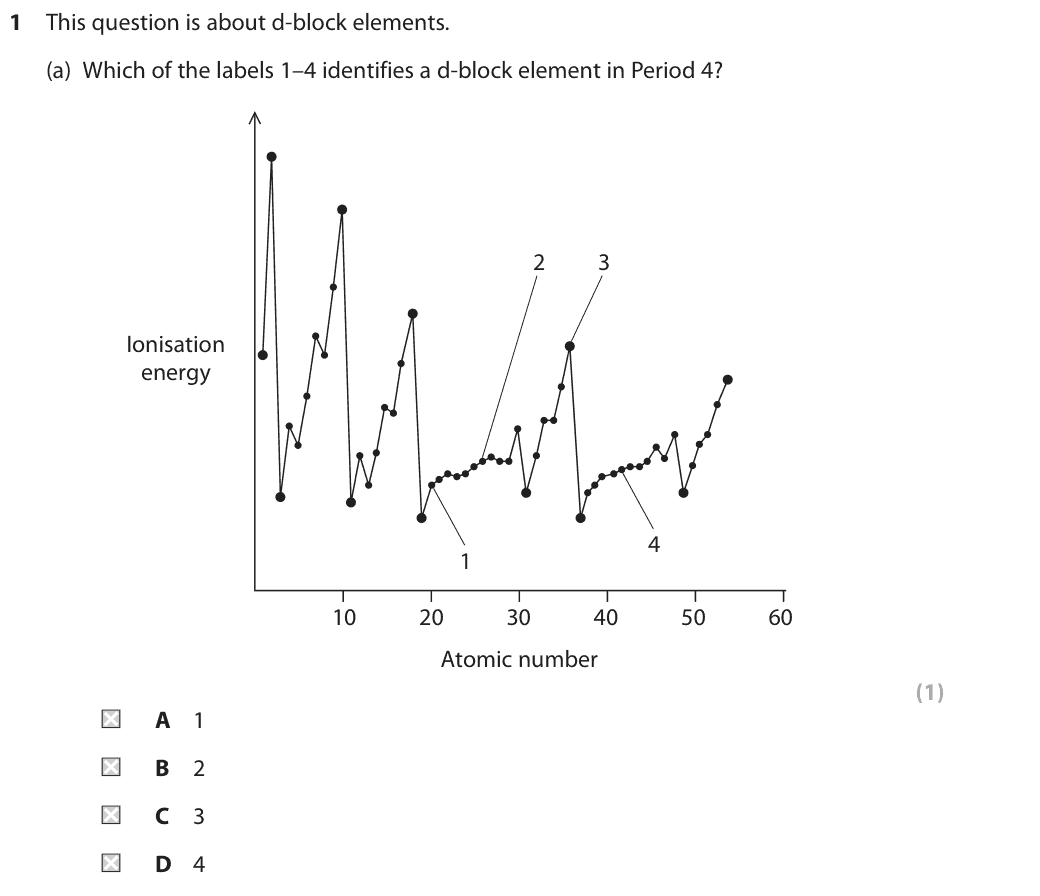 1 This question is about d-block elements.
(a) Which of the labels 1–4 identifies a d-block element in Period 4?
2 3
Ionisation
energy
4
1
10 20 30 40 50 60
Atomic number
(1)
A 1
B 2
C 3
D 4